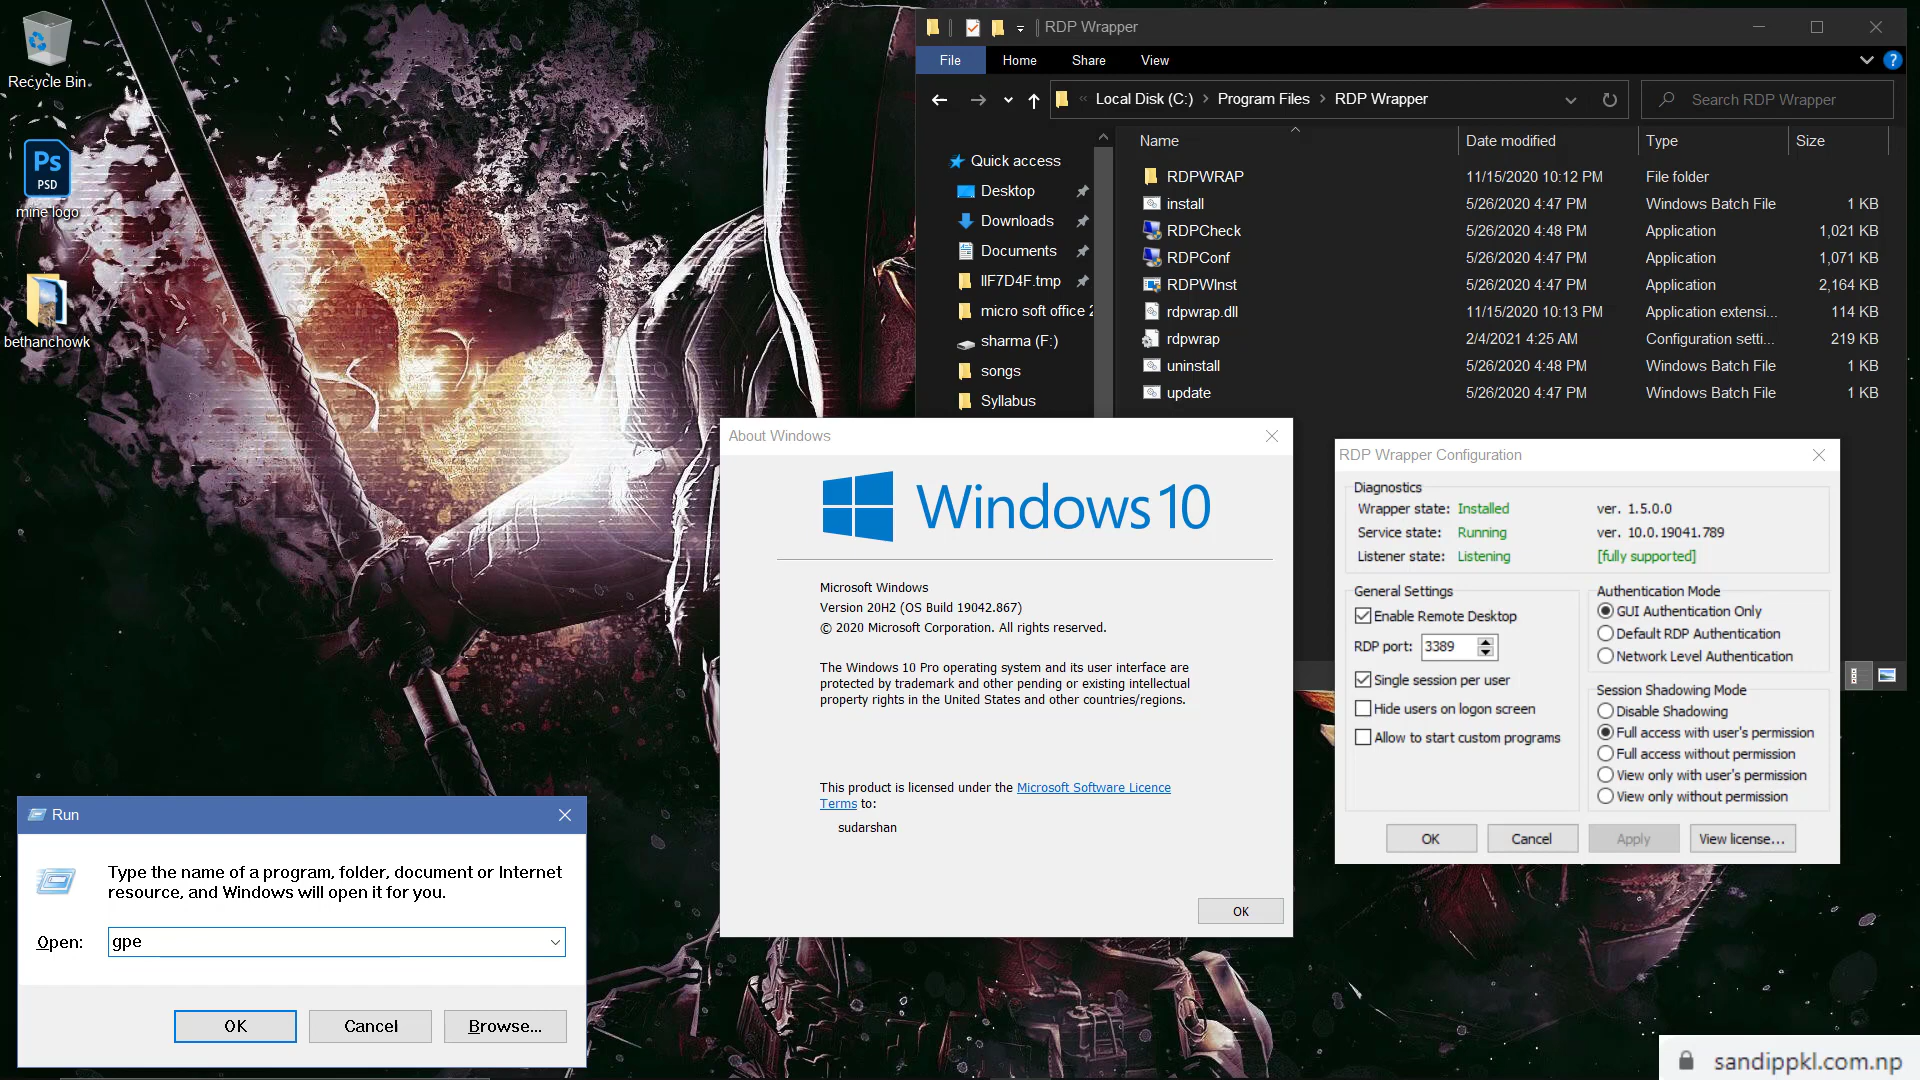 Recycle Bin
Ps
PSD
mine logo
bethanchowk
RDP Wrapper
File Home Share View
Local Disk (C:) Program Files RDP Wrapper
Search RDP Wrapper
Name Date modified Type Size
Quick access
Desktop
Downloads
Documents
llF7D4F.tmp
micro soft office 2
sharma (F:)
songs
Syllabus
RDPWRAP 11/15/2020 10:12 PM File folder
install 5/26/2020 4:47 PM Windows Batch File 1 KB
RDPCheck 5/26/2020 4:48 PM Application 1,021 KB
RDPConf 5/26/2020 4:47 PM Application 1,071 KB
RDPWInst 5/26/2020 4:47 PM Application 2,164 KB
rdpwrap.dll 11/15/2020 10:13 PM Application extensi... 114 KB
rdpwrap 2/4/2021 4:25 AM Configuration setti... 219 KB
uninstall 5/26/2020 4:48 PM Windows Batch File 1 KB
update 5/26/2020 4:47 PM Windows Batch File 1 KB
About Windows
Windows 10
Microsoft Windows
Version 20H2 (OS Build 19042.867)
© 2020 Microsoft Corporation. All rights reserved.
The Windows 10 Pro operating system and its user interface are
protected by trademark and other pending or existing intellectual
property rights in the United States and other countries/regions.
This product is licensed under the Microsoft Software Licence
Terms to:
sudarshan
OK
RDP Wrapper Configuration
Diagnostics
Wrapper state: Installed ver. 1.5.0.0
Service state: Running ver. 10.0.19041.789
Listener state: Listening [fully supported]
General Settings
Enable Remote Desktop
RDP port: 3389
Single session per user
Hide users on logon screen
Allow to start custom programs
Authentication Mode
GUI Authentication Only
Default RDP Authentication
Network Level Authentication
Session Shadowing Mode
Disable Shadowing
Full access with user's permission
Full access without permission
View only with user's permission
View only without permission
OK Cancel Apply View license...
Run
Type the name of a program, folder, document or Internet
resource, and Windows will open it for you.
Open: gpe
OK Cancel Browse...
sandippkl.com.np